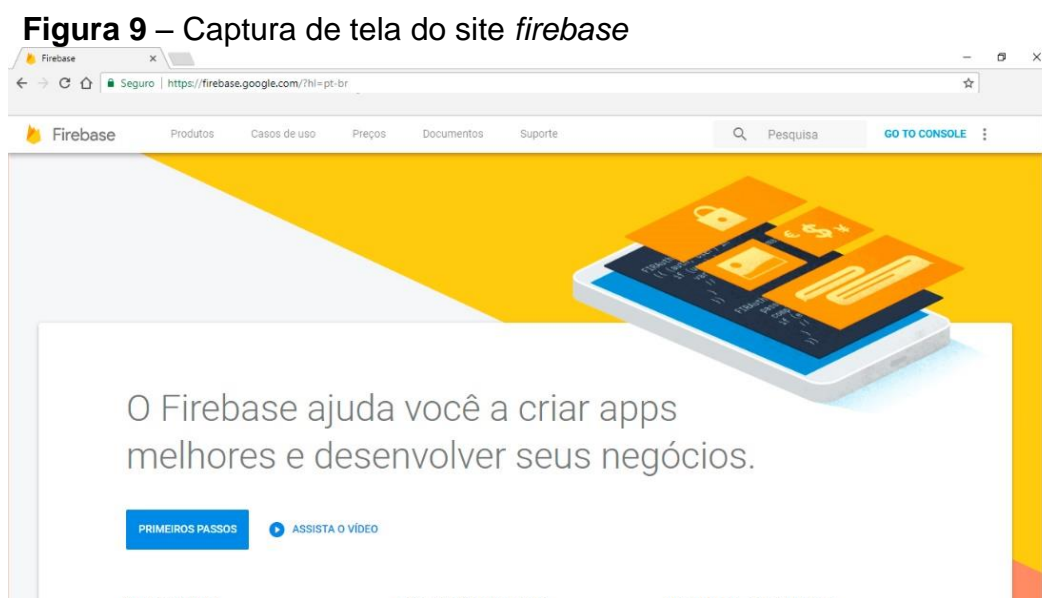 Figura 9 – Captura de tela do site firebase
Firebase
Seguro | https://firebase.google.com/?hl=pt-br
Firebase Produtos Casos de uso Preços Documentos Suporte Pesquisa GO TO CONSOLE
O Firebase ajuda você a criar apps
melhores e desenvolver seus negócios.
PRIMEIROS PASSOS ASSISTA O VÍDEO